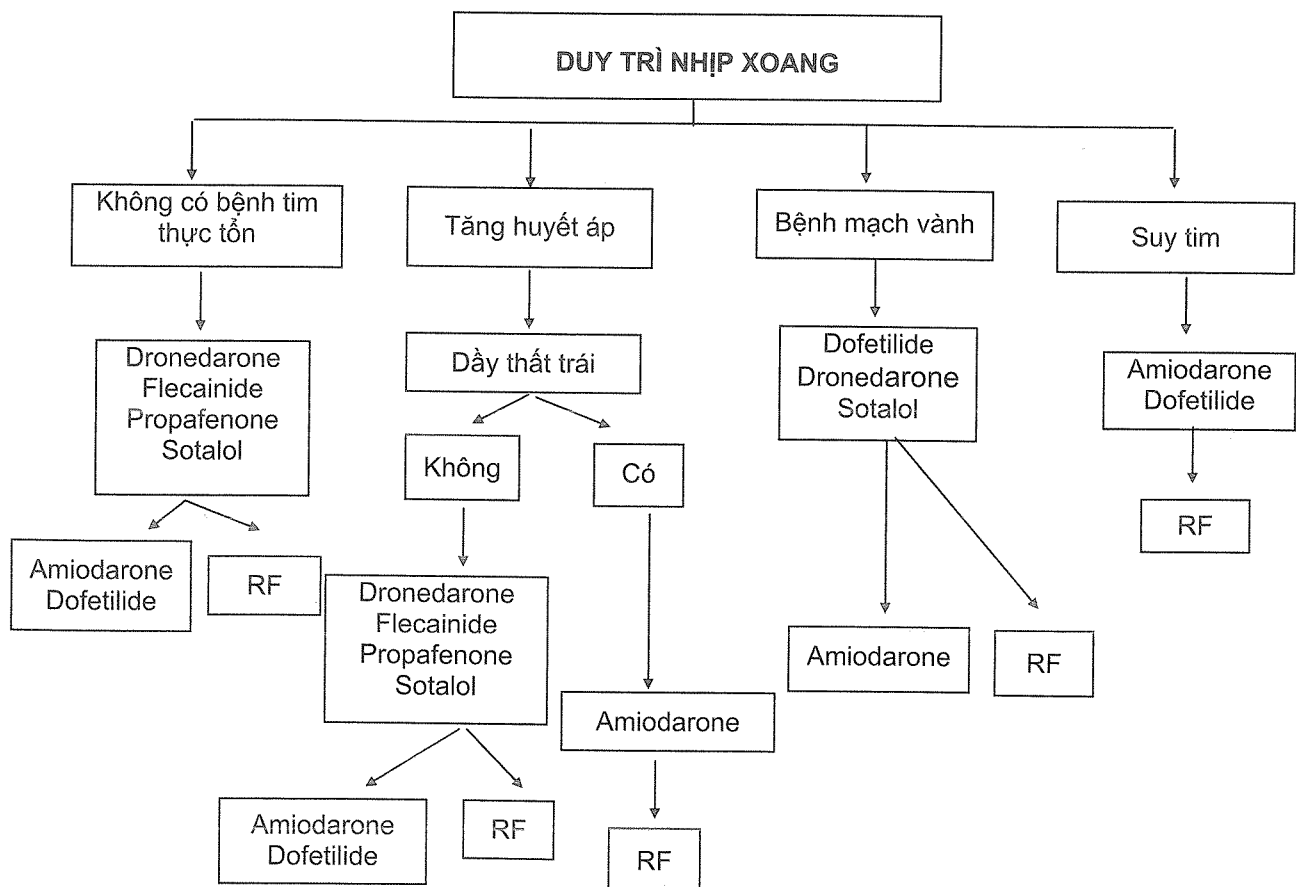 DUY TRÌ NHỊP XOANG
Không có bệnh tim
thực tổn
Tăng huyết áp
Bệnh mạch vành
Suy tim
Dronedarone
Flecainide
Propafenone
Sotalol
Dầy thất trái
Dofetilide
Dronedarone
Sotalol
Amiodarone
Dofetilide
Không
Có
RF
Amiodarone
Dofetilide
RF
Dronedarone
Flecainide
Propafenone
Sotalol
Amiodarone
Amiodarone
RF
Amiodarone
Dofetilide
RF
RF